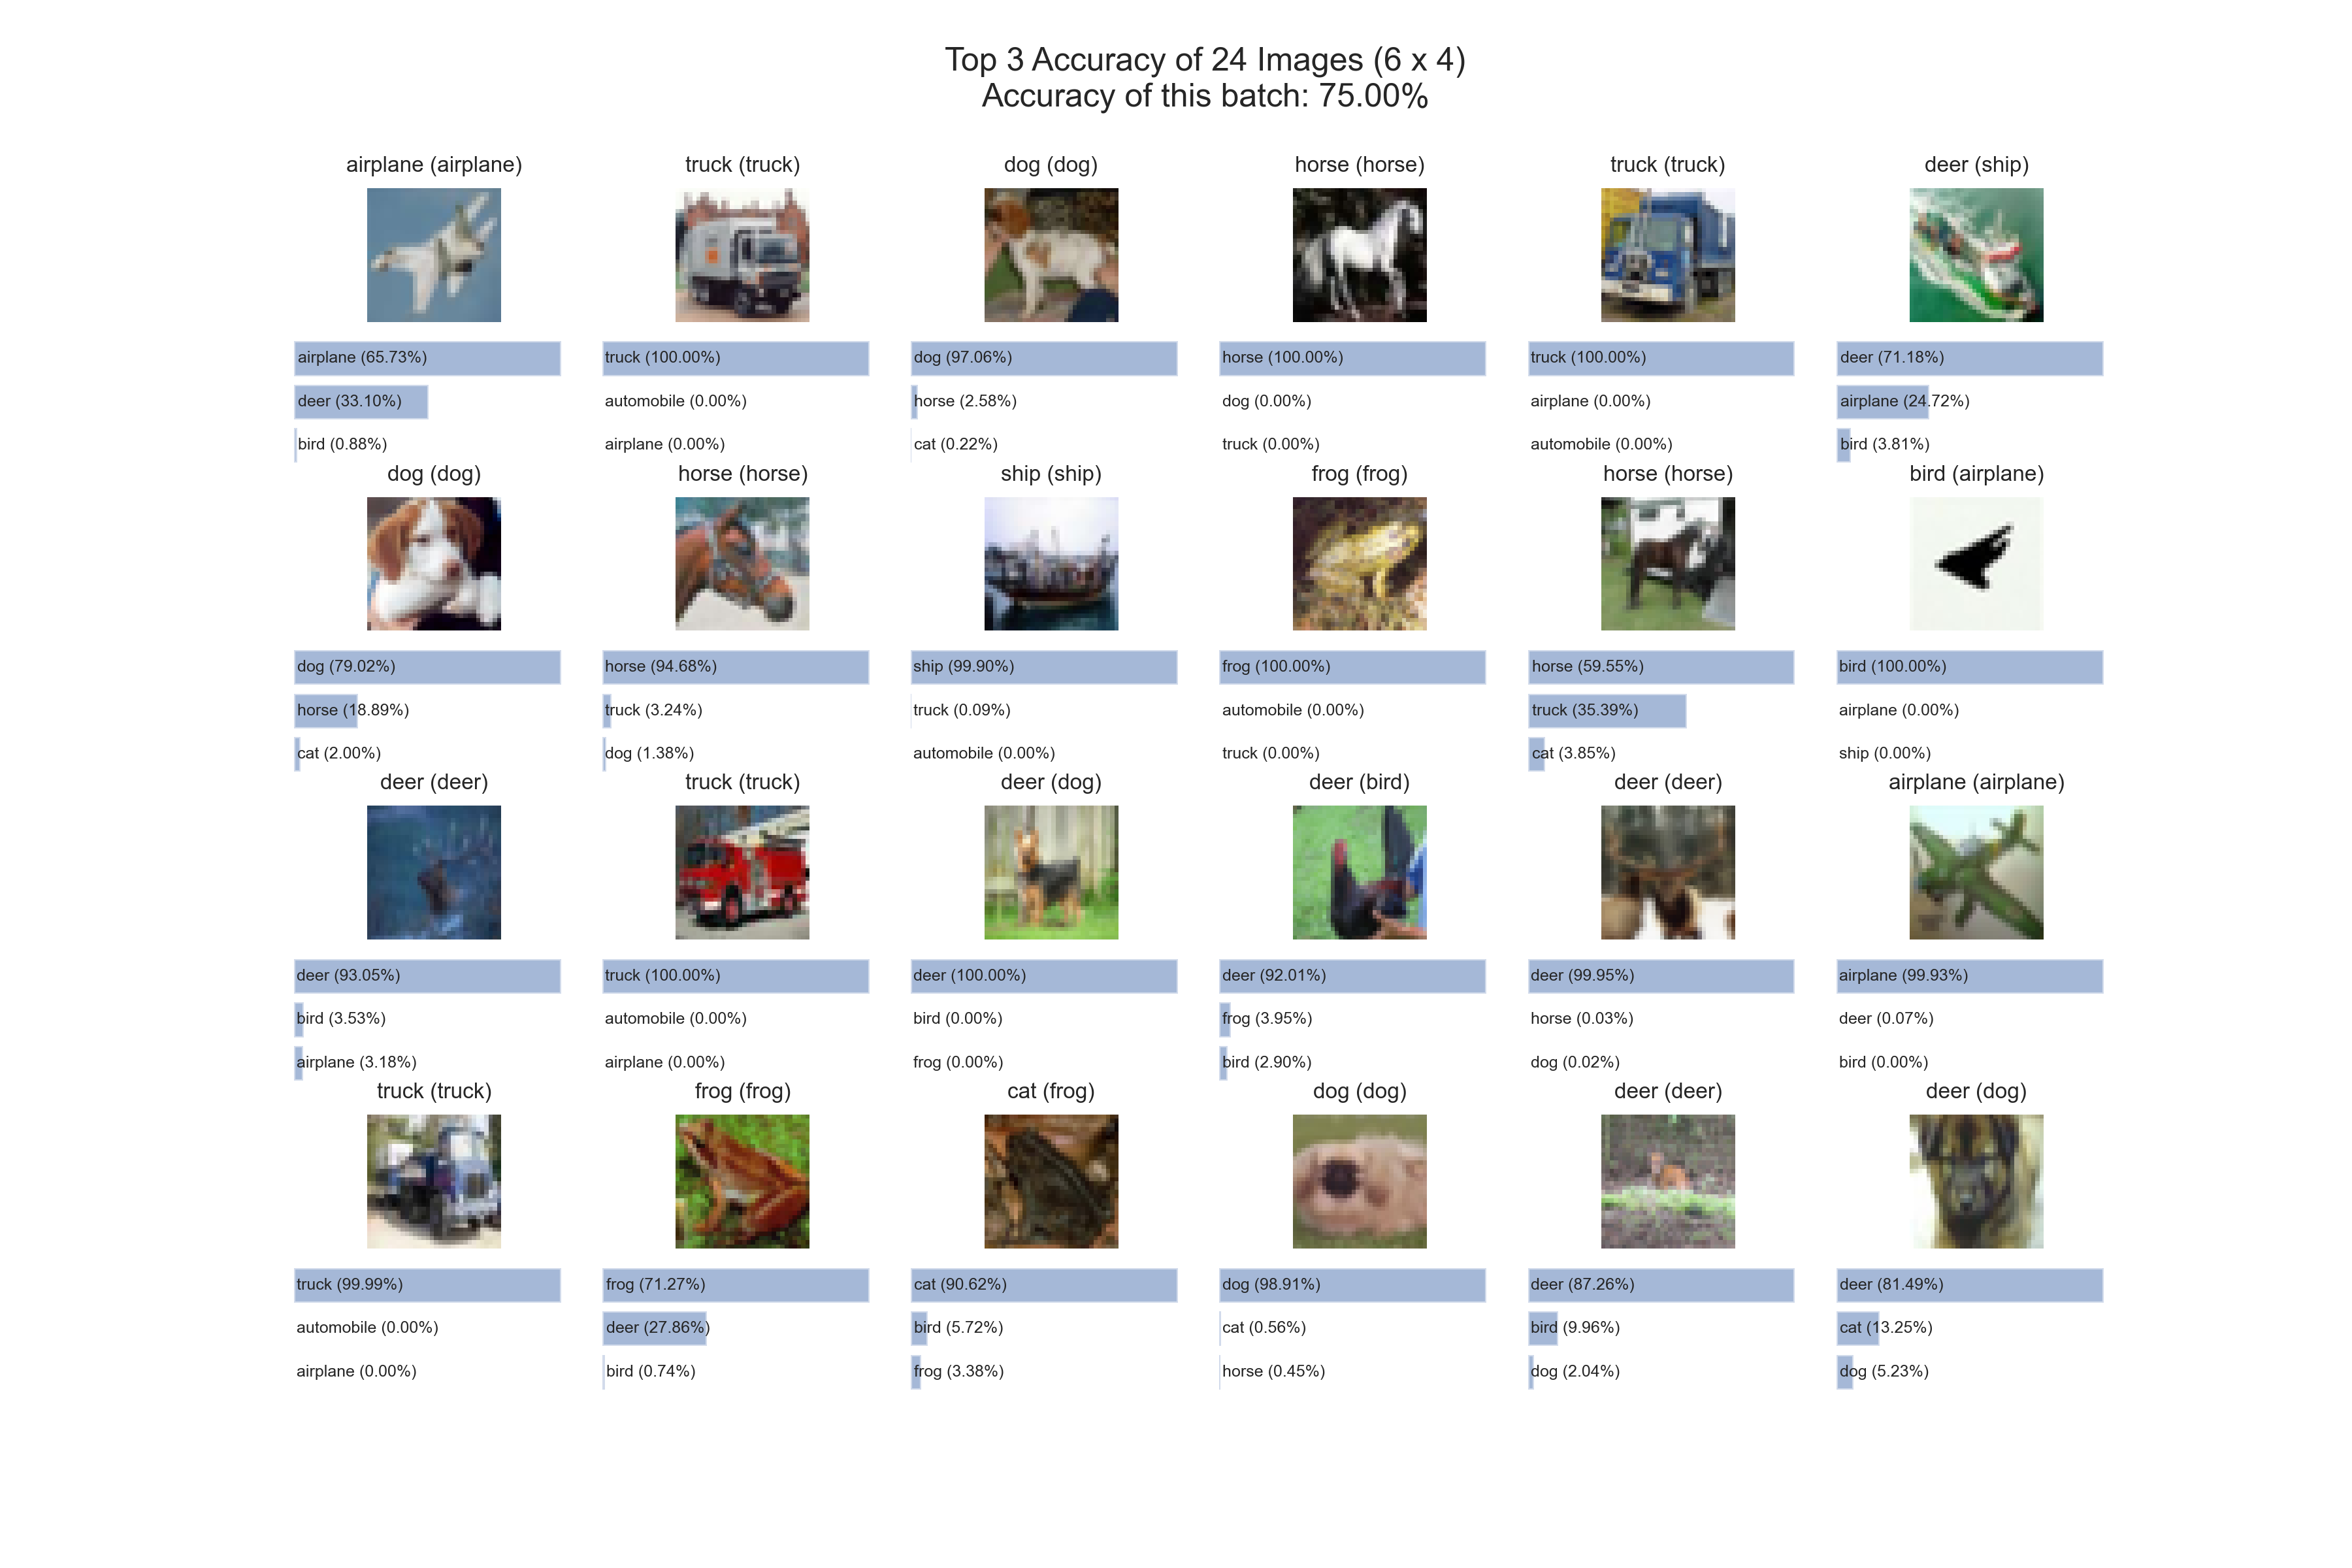 Top 3 Accuracy of 24 Images (6 x 4)
Accuracy of this batch: 75.00%
airplane (airplane)
truck (truck)
dog (dog)
horse (horse)
truck (truck)
deer (ship)
airplane (65.73%)
truck (100.00%)
dog (97.06%)
horse (100.00%)
truck (100.00%)
deer (71.18%)
deer (33.10%)
automobile (0.00%)
horse (2.58%)
dog (0.00%)
airplane (0.00%)
airplane (24.72%)
bird (0.88%)
airplane (0.00%)
cat (0.22%)
truck (0.00%)
automobile (0.00%)
bird (3.81%)
dog (dog)
horse (horse)
ship (ship)
frog (frog)
horse (horse)
bird (airplane)
dog (79.02%)
horse (94.68%)
ship (99.90%)
frog (100.00%)
horse (59.55%)
bird (100.00%)
horse (18.89%)
truck (3.24%)
truck (0.09%)
automobile (0.00%)
truck (35.39%)
airplane (0.00%)
cat (2.00%)
dog (1.38%)
automobile (0.00%)
truck (0.00%)
cat (3.85%)
ship (0.00%)
deer (deer)
truck (truck)
deer (dog)
deer (bird)
deer (deer)
airplane (airplane)
deer (93.05%)
truck (100.00%)
deer (100.00%)
deer (92.01%)
deer (99.95%)
airplane (99.93%)
bird (3.53%)
automobile (0.00%)
bird (0.00%)
frog (3.95%)
horse (0.03%)
deer (0.07%)
airplane (3.18%)
airplane (0.00%)
frog (0.00%)
bird (2.90%)
dog (0.02%)
bird (0.00%)
truck (truck)
frog (frog)
cat (frog)
dog (dog)
deer (deer)
deer (dog)
truck (99.99%)
frog (71.27%)
cat (90.62%)
dog (98.91%)
deer (87.26%)
deer (81.49%)
automobile (0.00%)
deer (27.86%)
bird (5.72%)
cat (0.56%)
bird (9.96%)
cat (13.25%)
airplane (0.00%)
bird (0.74%)
frog (3.38%)
horse (0.45%)
dog (2.04%)
dog (5.23%)